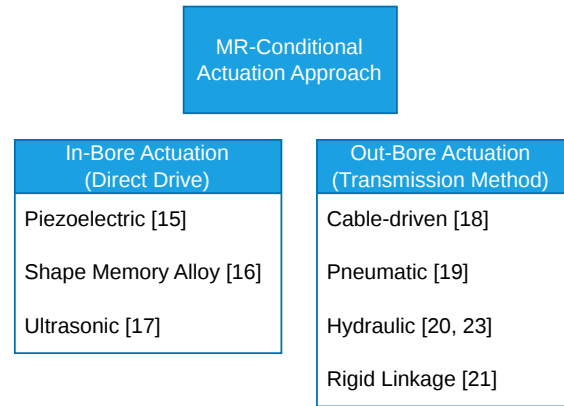 MR-Conditional
Actuation Approach
In-Bore Actuation
(Direct Drive)
Piezoelectric [15]
Shape Memory Alloy [16]
Ultrasonic [17]
Out-Bore Actuation
(Transmission Method)
Cable-driven [18]
Pneumatic [19]
Hydraulic [20, 23]
Rigid Linkage [21]